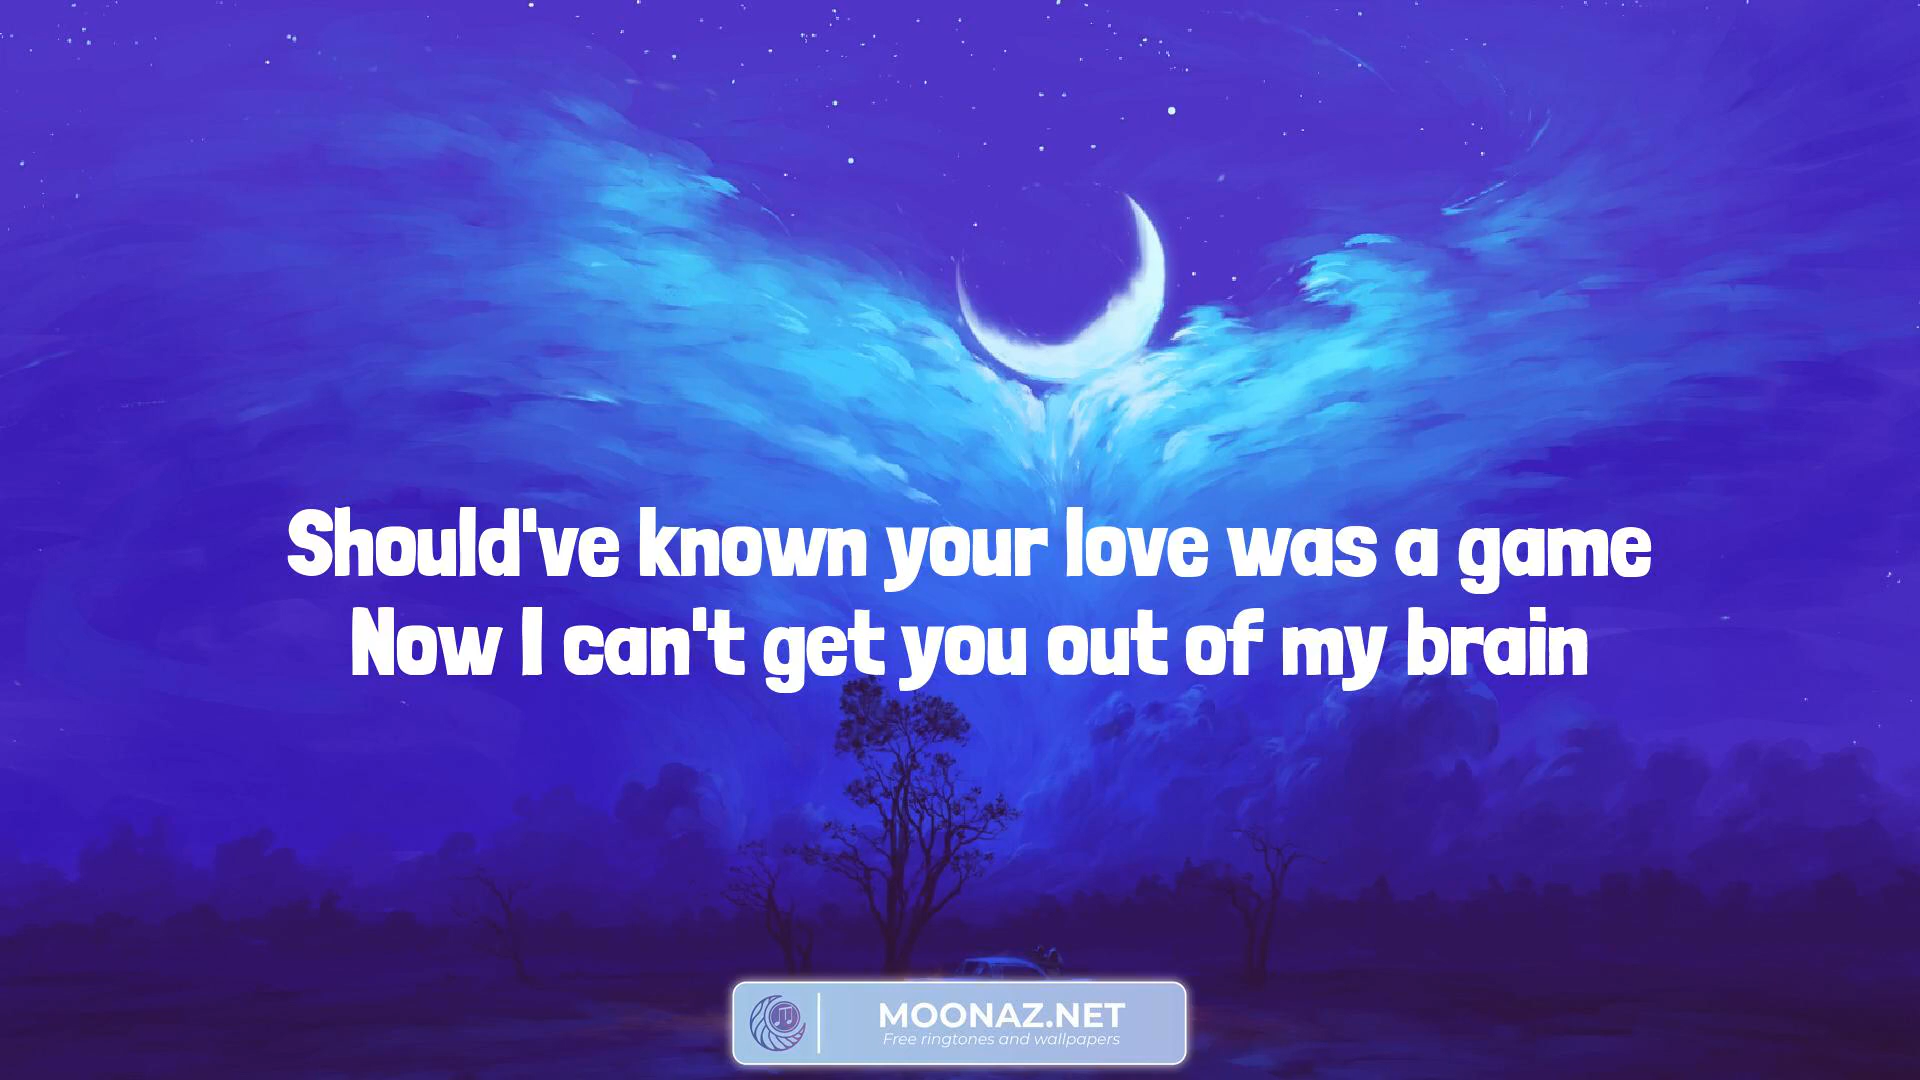 Should've known your love was a game
Now I can't get you out of my brain
MOONAZ.NET
Free ringtones and wallpapers